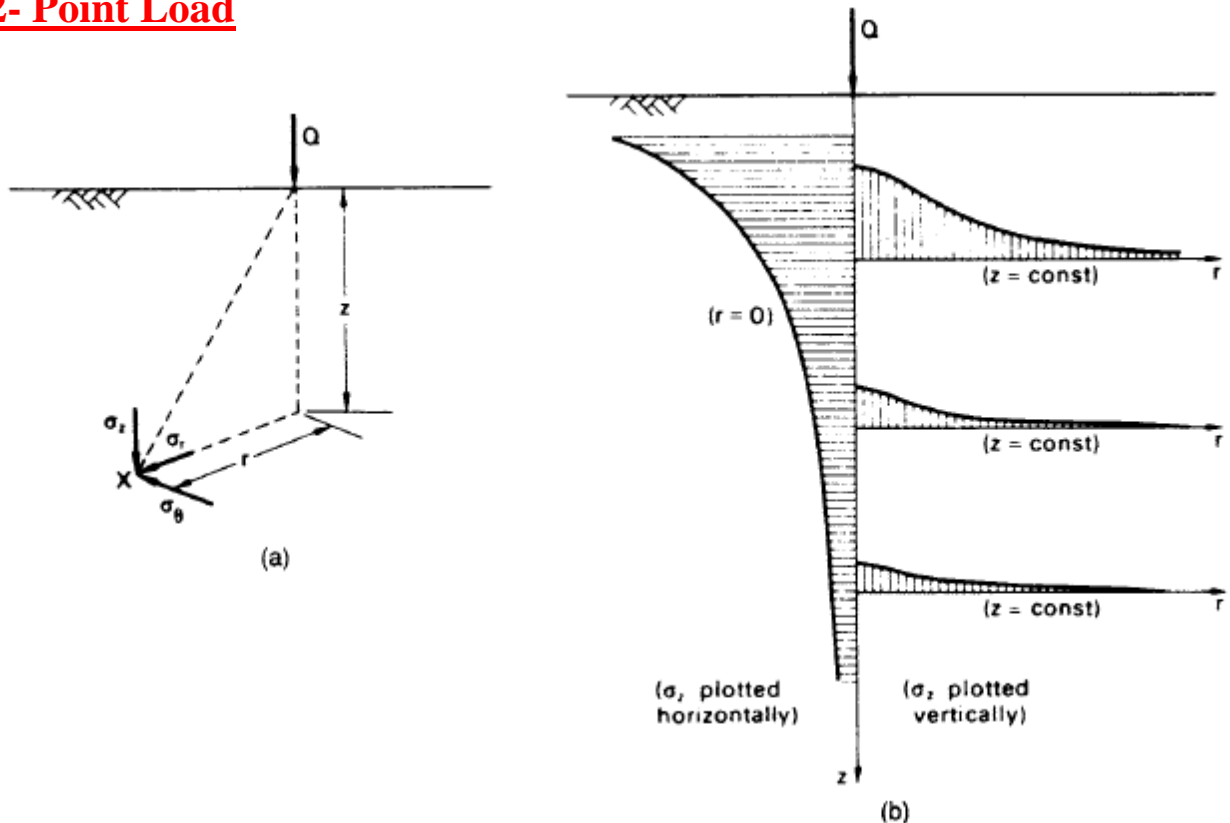 2- Point Load
Q
z
σz
σr
r
X
σθ
(a)
Q
(z = const)
r
(r = 0)
(z = const)
r
(z = const)
r
(σz plotted
horizontally)
(σz plotted
vertically)
z
(b)